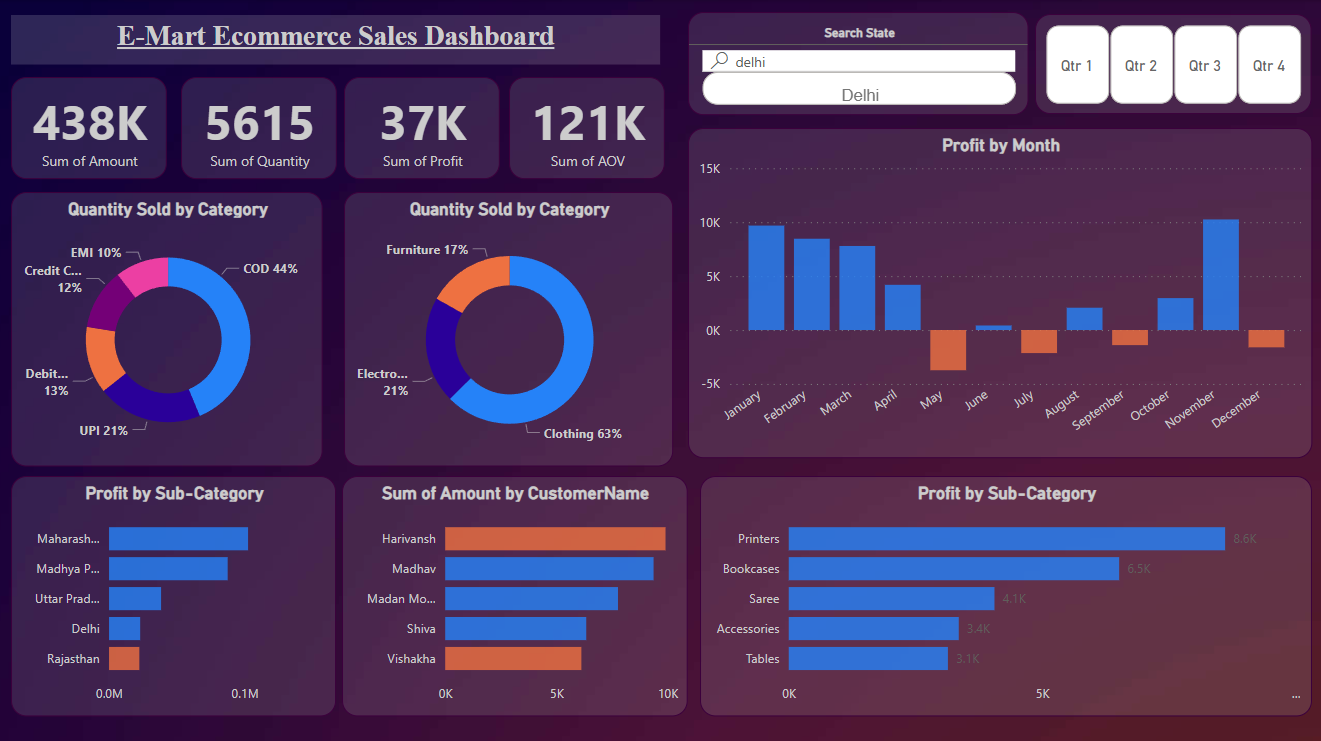 E-Mart Ecommerce Sales Dashboard
Search State
delhi
Delhi
Qtr 1
Qtr 2
Qtr 3
Qtr 4
438K
Sum of Amount
5615
Sum of Quantity
37K
Sum of Profit
121K
Sum of AOV
Profit by Month
15K
10K
5K
0K
-5K
January
February
March
April
May
June
July
August
September
October
November
December
Quantity Sold by Category
EMI 10%
Credit C...
12%
Debit...
13%
UPI 21%
COD 44%
Quantity Sold by Category
Furniture 17%
Electro...
21%
Clothing 63%
Profit by Sub-Category
Maharash...
Madhya P...
Uttar Prad...
Delhi
Rajasthan
0.0M 0.1M
Sum of Amount by CustomerName
Harivansh
Madhav
Madan Mo...
Shiva
Vishakha
0K 5K 10K
Profit by Sub-Category
Printers 8.6K
Bookcases 6.5K
Saree 4.1K
Accessories 3.4K
Tables 3.1K
0K 5K ...